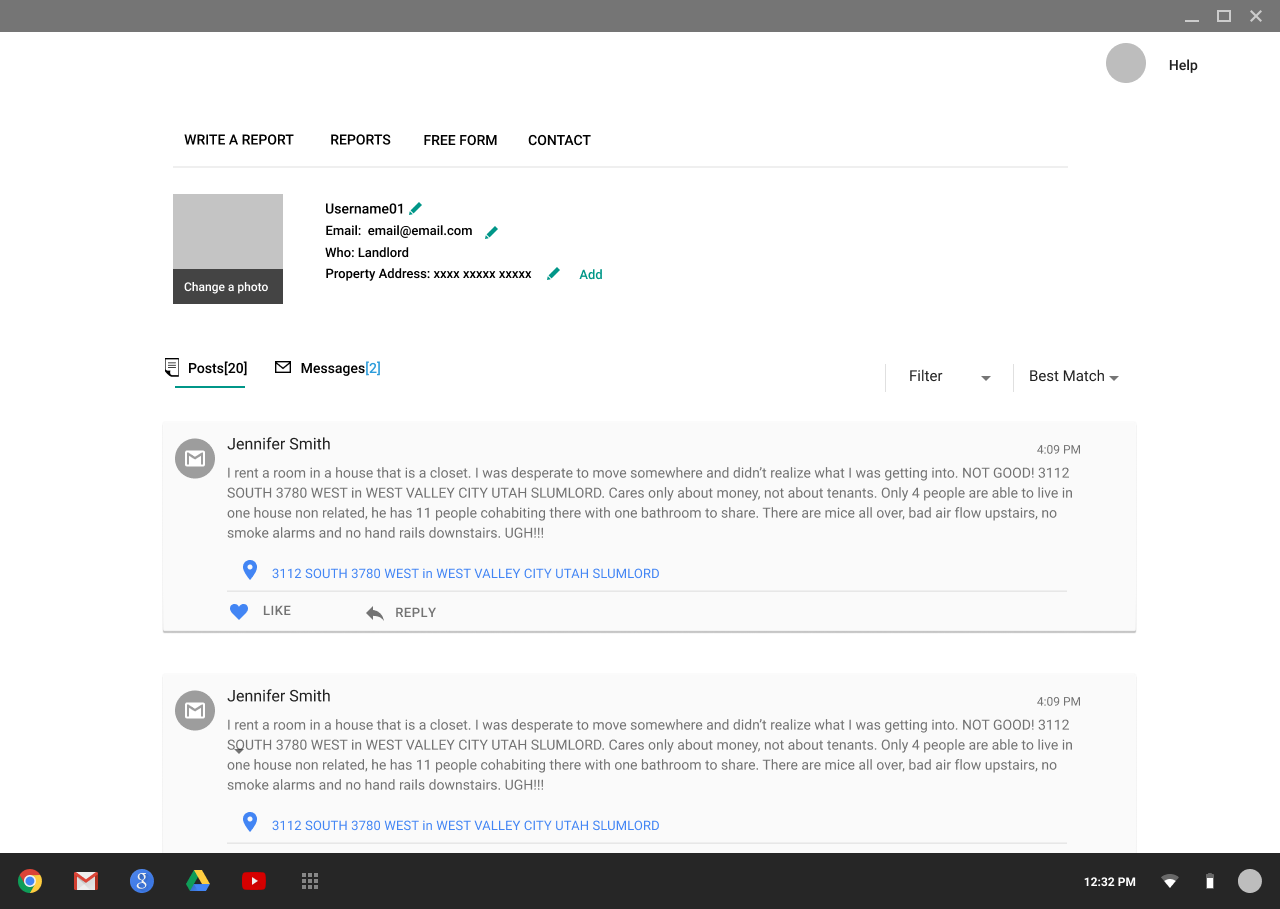 Help
WRITE A REPORT REPORTS FREE FORM CONTACT
Username01
Email: email@email.com
Who: Landlord
Property Address: xxxx xxxxx xxxxx Add
Change a photo
Posts[20] Messages[2]
Filter Best Match
Jennifer Smith
4:09 PM
I rent a room in a house that is a closet. I was desperate to move somewhere and didn’t realize what I was getting into. NOT GOOD! 3112
SOUTH 3780 WEST in WEST VALLEY CITY UTAH SLUMLORD. Cares only about money, not about tenants. Only 4 people are able to live in
one house non related, he has 11 people cohabiting there with one bathroom to share. There are mice all over, bad air flow upstairs, no
smoke alarms and no hand rails downstairs. UGH!!!
3112 SOUTH 3780 WEST in WEST VALLEY CITY UTAH SLUMLORD
LIKE REPLY
Jennifer Smith
4:09 PM
I rent a room in a house that is a closet. I was desperate to move somewhere and didn’t realize what I was getting into. NOT GOOD! 3112
SOUTH 3780 WEST in WEST VALLEY CITY UTAH SLUMLORD. Cares only about money, not about tenants. Only 4 people are able to live in
one house non related, he has 11 people cohabiting there with one bathroom to share. There are mice all over, bad air flow upstairs, no
smoke alarms and no hand rails downstairs. UGH!!!
3112 SOUTH 3780 WEST in WEST VALLEY CITY UTAH SLUMLORD
12:32 PM